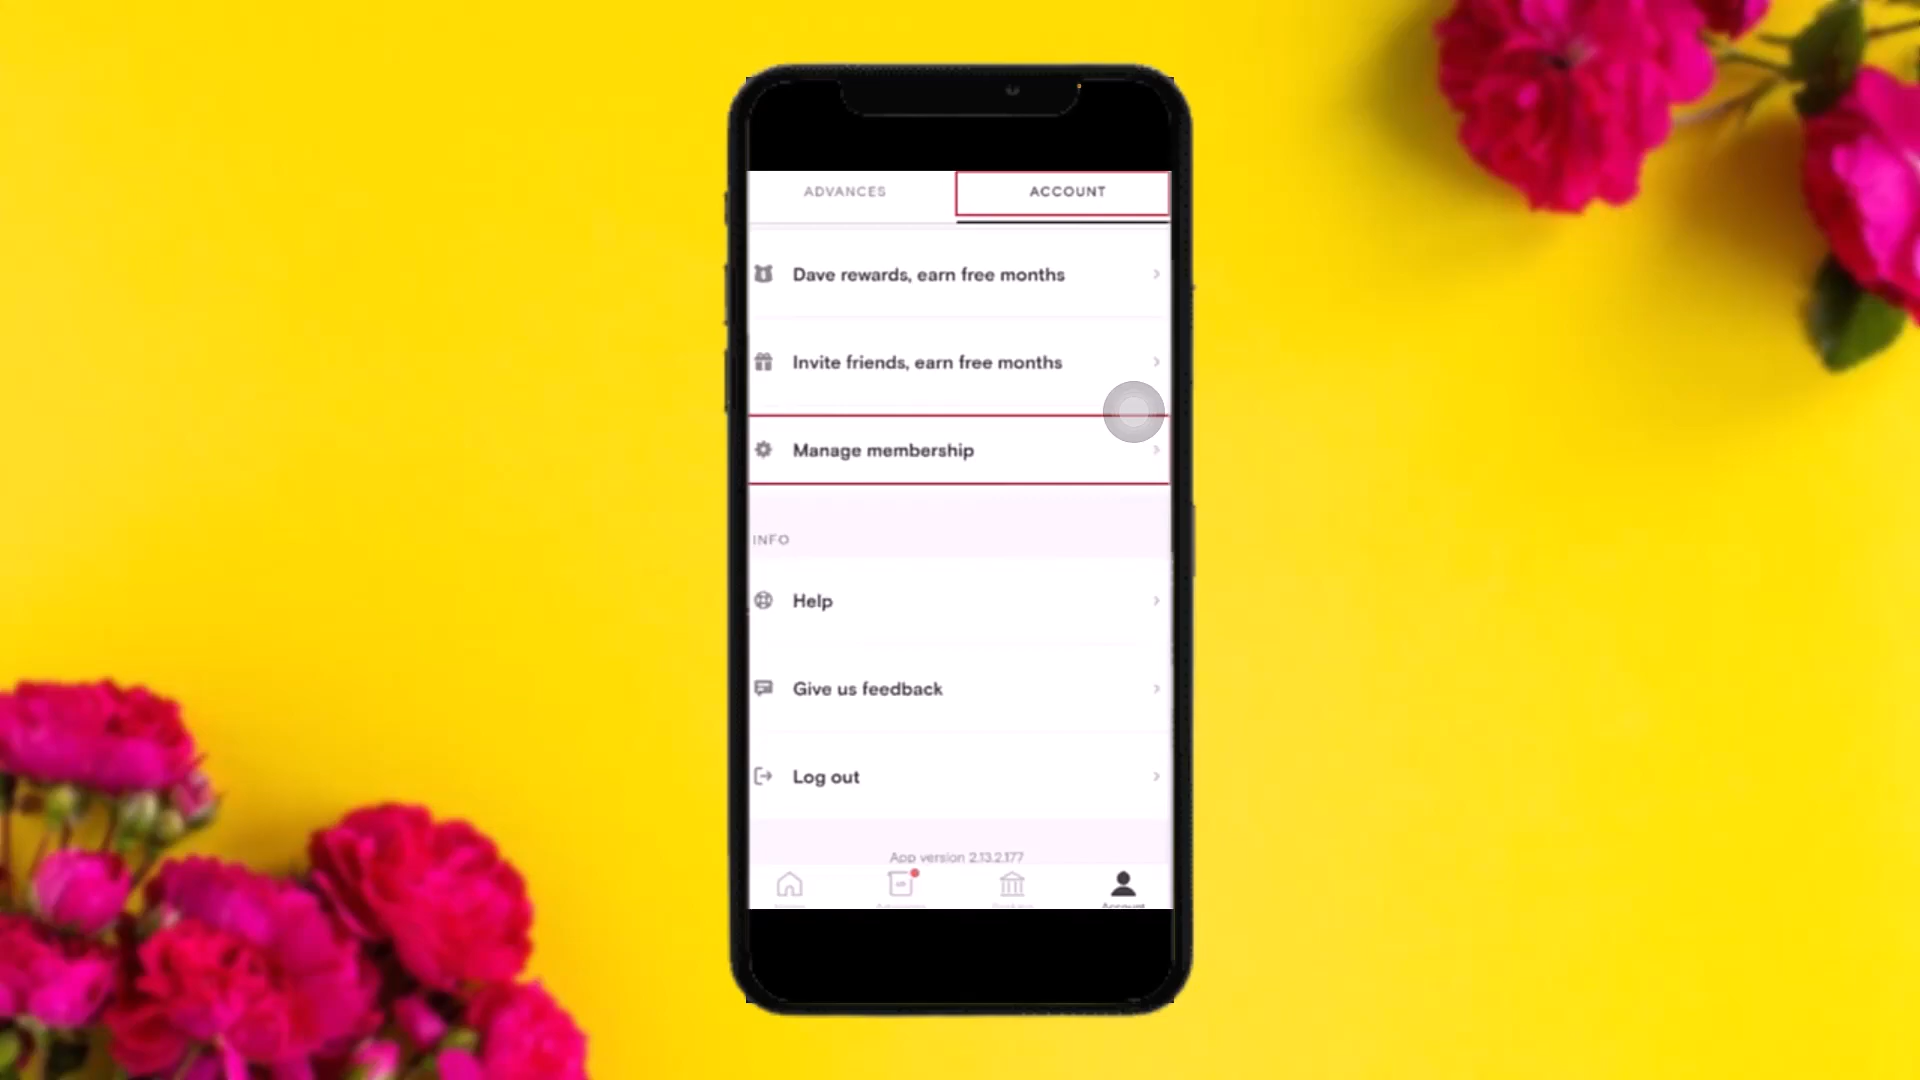 ADVANCES
ACCOUNT
Dave rewards, earn free months
Invite friends, earn free months
Manage membership
INFO
Help
Give us feedback
Log out
App version 2.13.2.177
Account